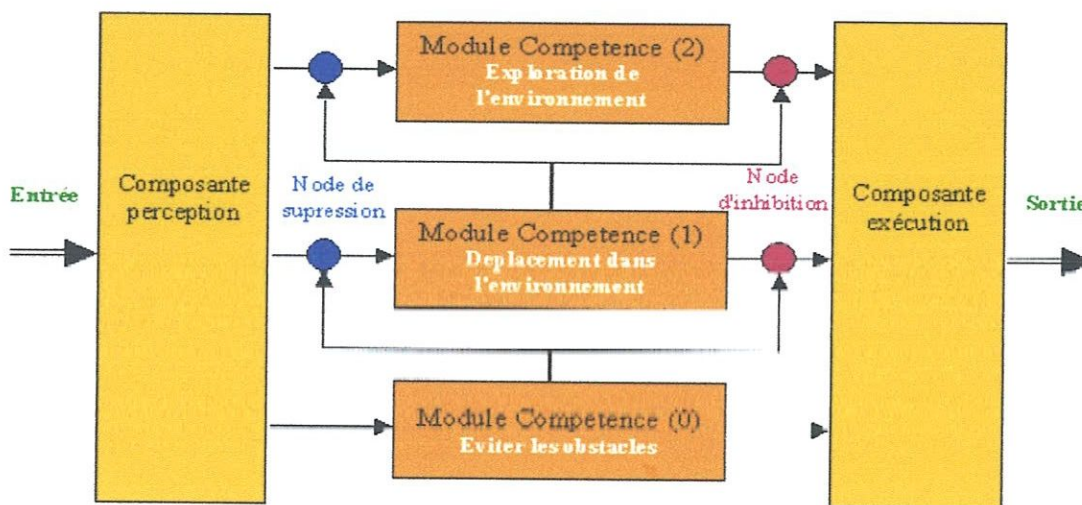 Module Competence (2)
Exploration de
l'environnement
Entrée
Composante
perception
Node de
supression
Node
d'inhibition
Composante
exécution
Sortie
Module Competence (1)
Deplacement dans
l'environnement
Module Competence (0)
Eviter les obstacles